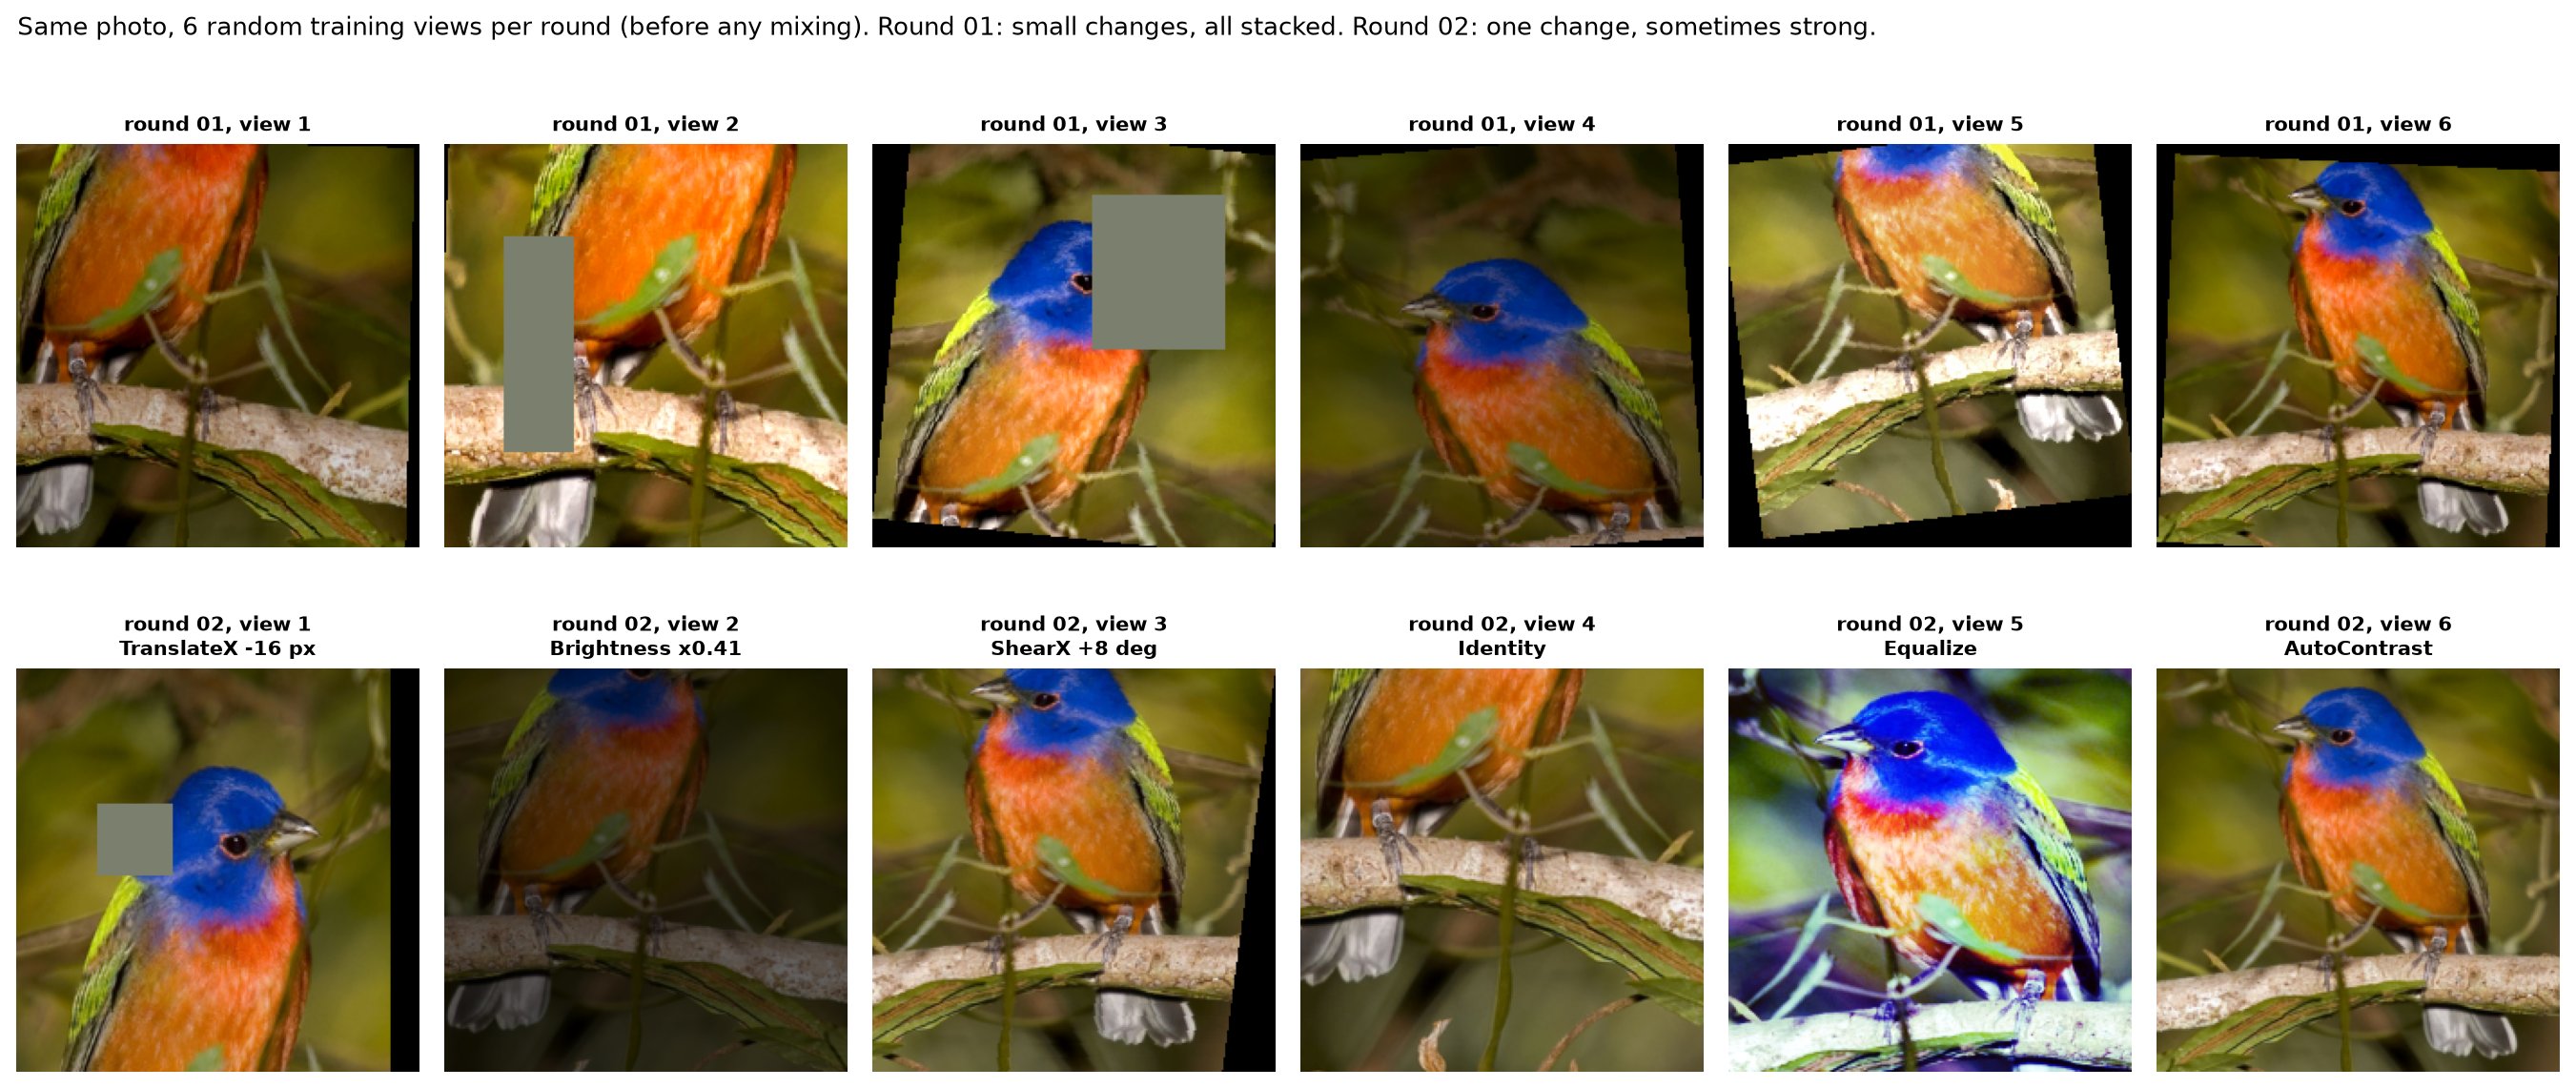 Same photo, 6 random training views per round (before any mixing). Round 01: small changes, all stacked. Round 02: one change, sometimes strong.
round 01, view 1
round 01, view 2
round 01, view 3
round 01, view 4
round 01, view 5
round 01, view 6
round 02, view 1
TranslateX -16 px
round 02, view 2
Brightness x0.41
round 02, view 3
ShearX +8 deg
round 02, view 4
Identity
round 02, view 5
Equalize
round 02, view 6
AutoContrast